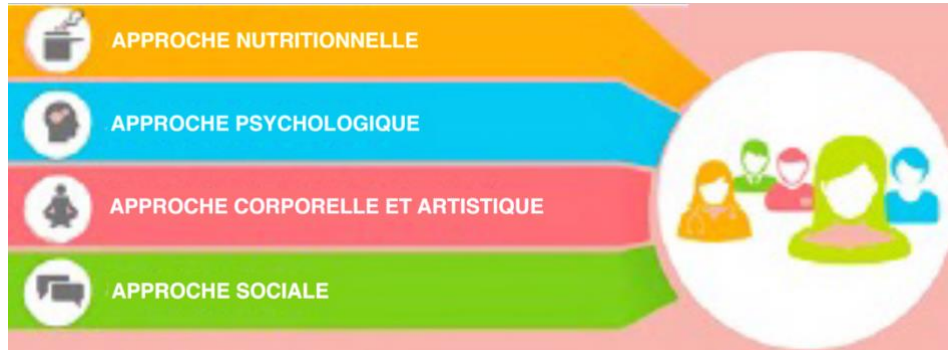 APPROCHE NUTRITIONNELLE
APPROCHE PSYCHOLOGIQUE
APPROCHE CORPORELLE ET ARTISTIQUE
APPROCHE SOCIALE